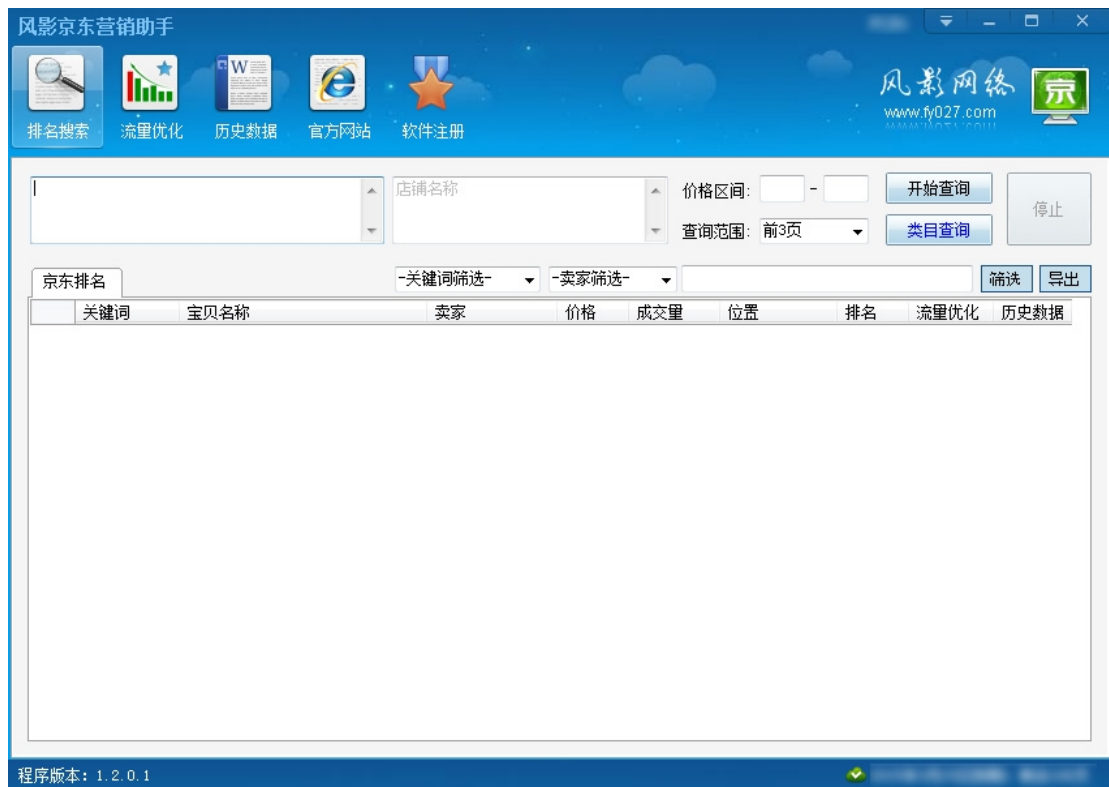 风影京东营销助手
排名搜索 流量优化 历史数据 官方网站 软件注册
风影网络
www.fy027.com
京
W
店铺名称
价格区间: -
开始查询
停止
查询范围: 前3页
类目查询
京东排名
-关键词筛选- -卖家筛选- 筛选 导出
关键词 宝贝名称 卖家 价格 成交量 位置 排名 流量优化 历史数据
程序版本: 1.2.0.1